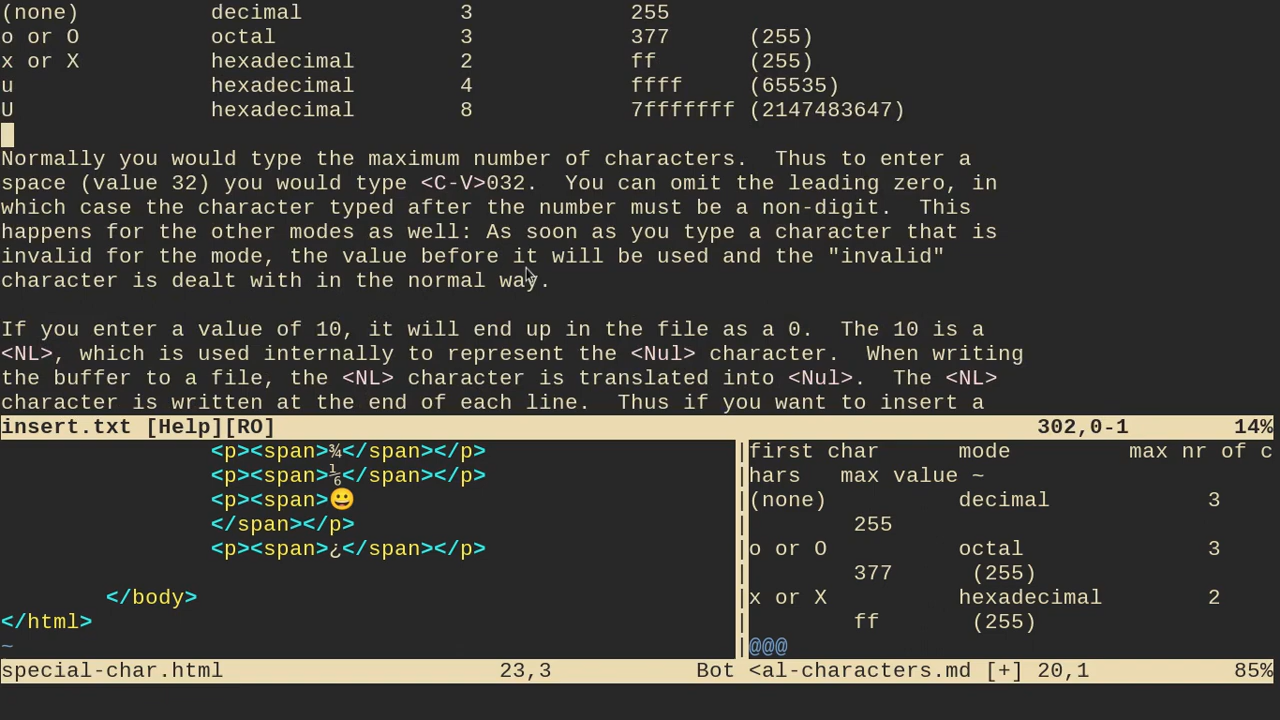 (none) decimal 3 255
o or O octal 3 377 (255)
x or X hexadecimal 2 ff (255)
u hexadecimal 4 ffff (65535)
U hexadecimal 8 7fffffff (2147483647)
Normally you would type the maximum number of characters.  Thus to enter a
space (value 32) you would type <C-V>032.  You can omit the leading zero, in
which case the character typed after the number must be a non-digit.  This
happens for the other modes as well: As soon as you type a character that is
invalid for the mode, the value before it will be used and the "invalid"
character is dealt with in the normal way.
If you enter a value of 10, it will end up in the file as a 0.  The 10 is a
<NL>, which is used internally to represent the <Nul> character.  When writing
the buffer to a file, the <NL> character is translated into <Nul>.  The <NL>
character is written at the end of each line.  Thus if you want to insert a
insert.txt [Help][RO] 302,0-1 14%
<p><span>¾</span></p>
<p><span>⅙</span></p>
<p><span>😀
</span></p>
<p><span>¿</span></p>
</body>
</html>
~
special-char.html 23,3 Bot
first char mode max nr of c
hars max value ~
(none) decimal 3
255
o or O octal 3
377 (255)
x or X hexadecimal 2
ff (255)
@@@
<al-characters.md [+] 20,1 85%